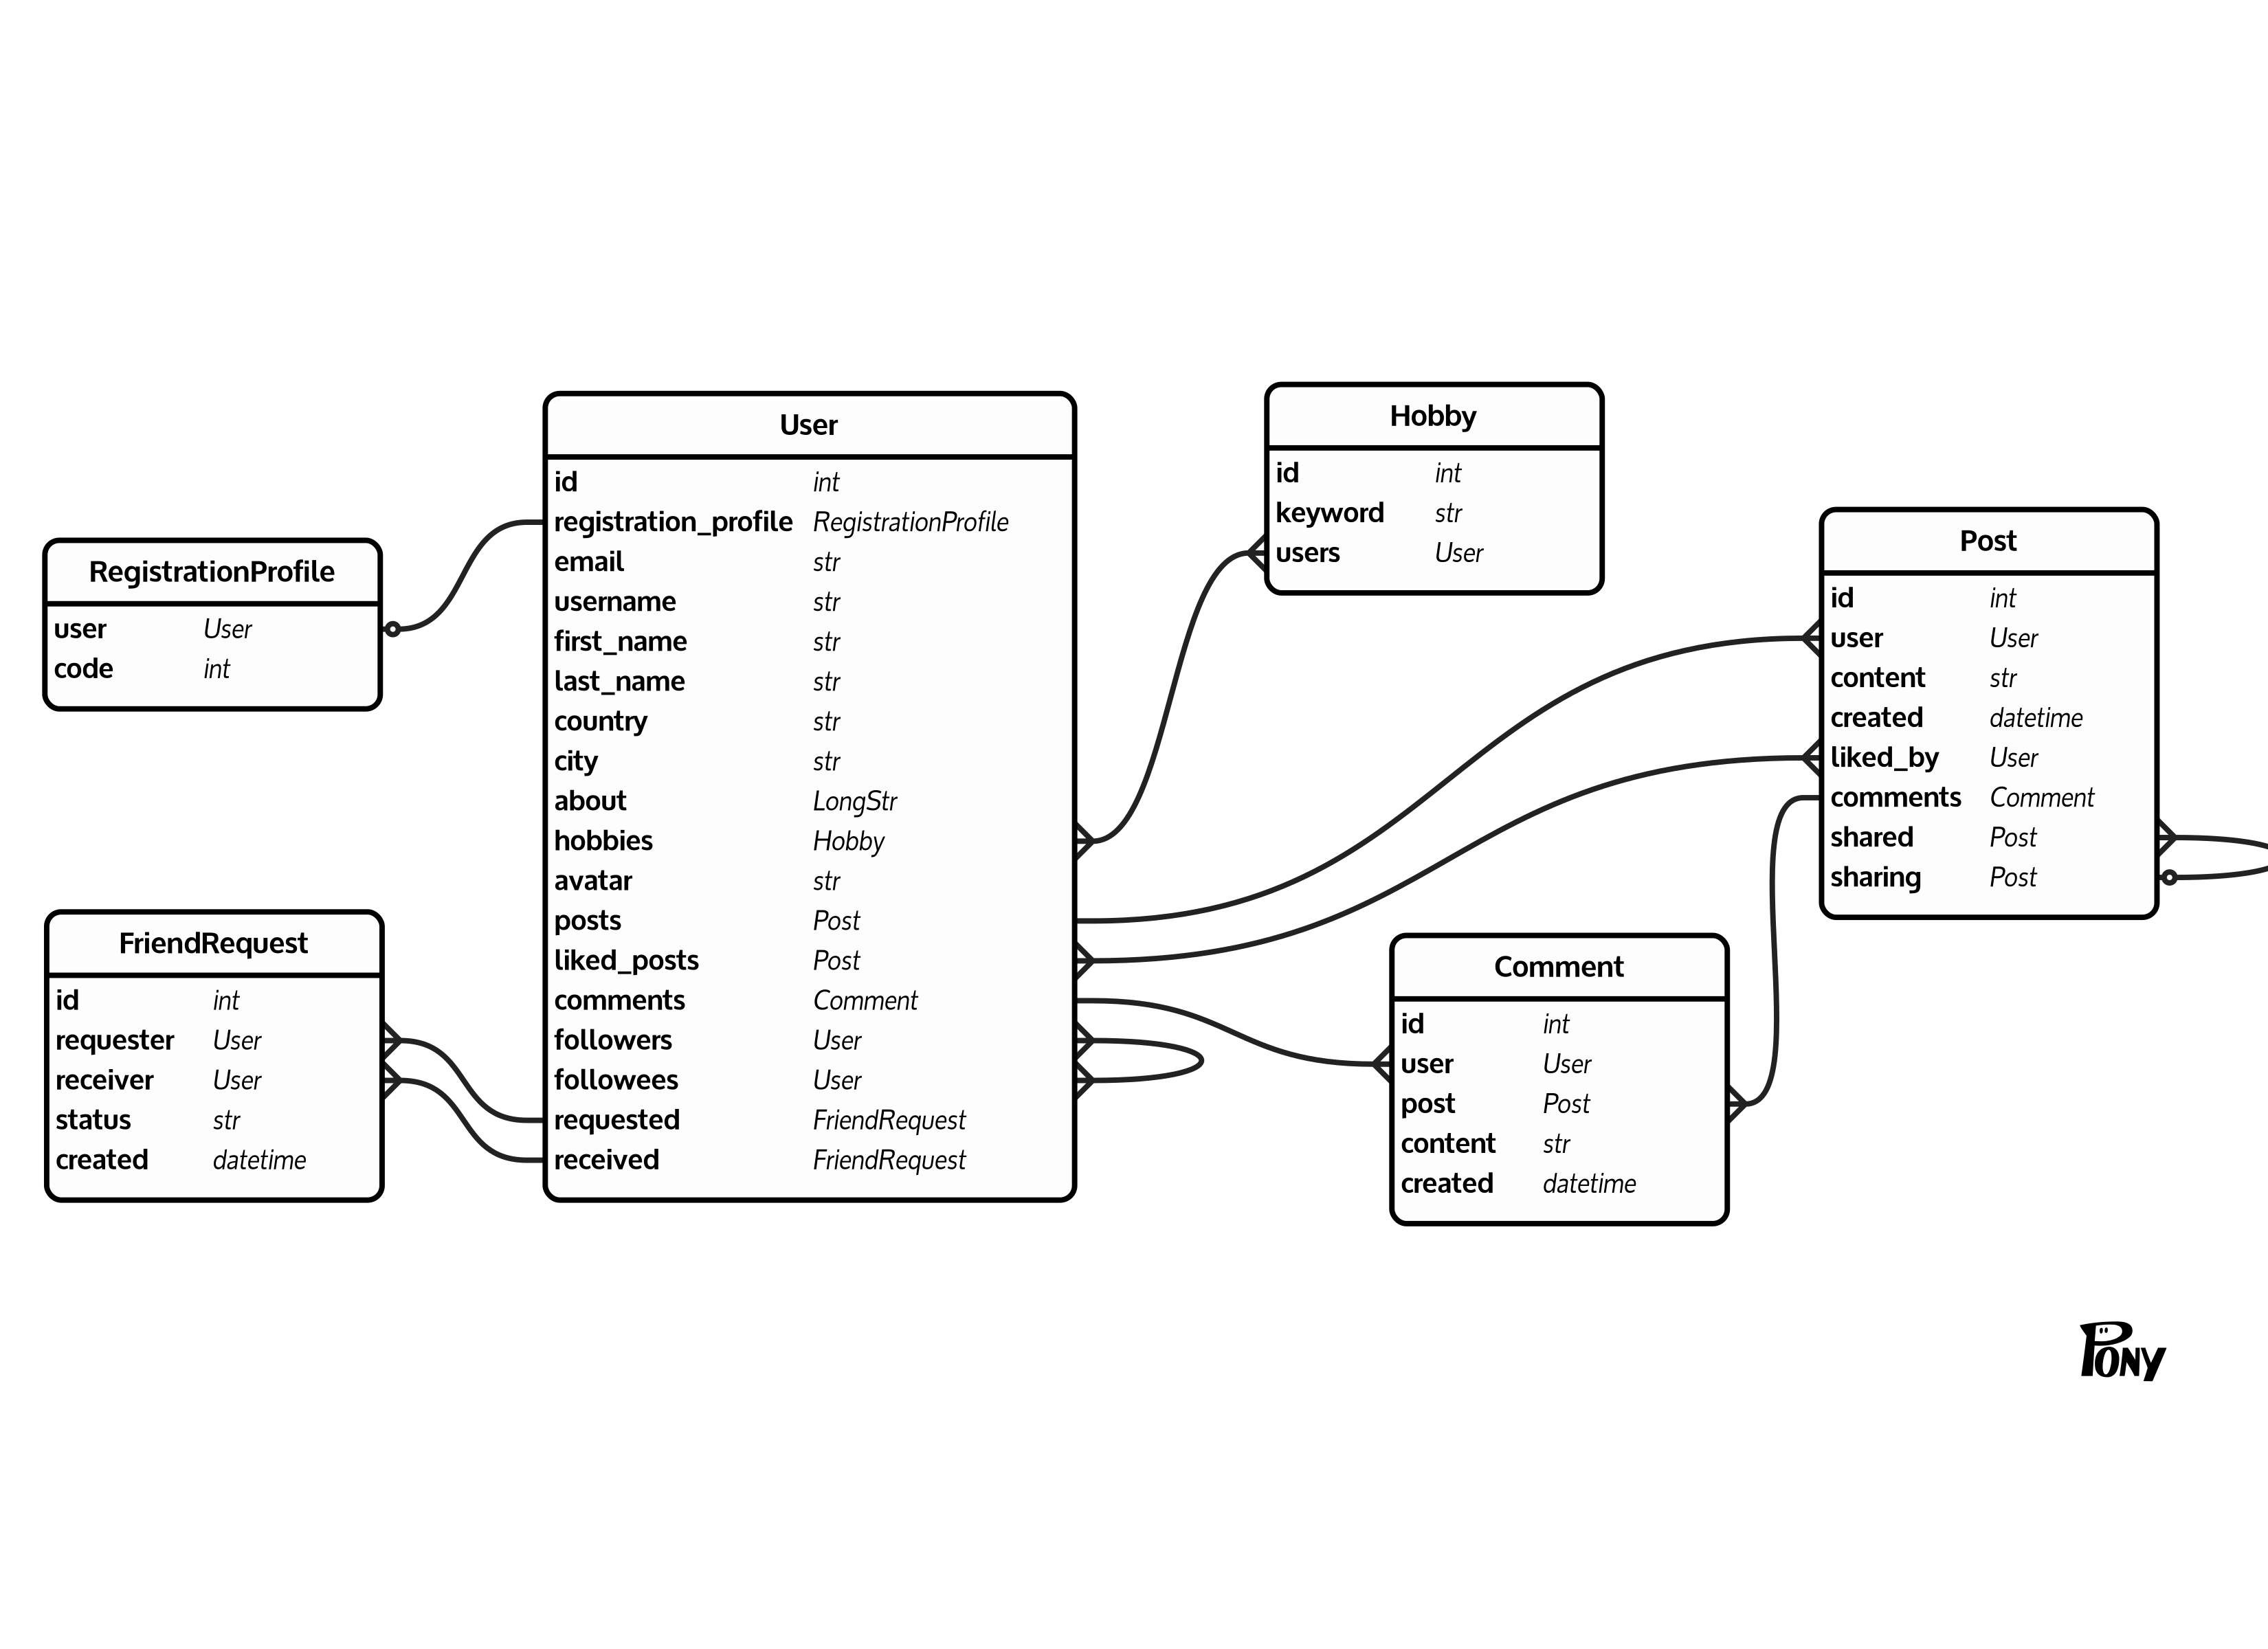 RegistrationProfile
user User
code int
FriendRequest
id int
requester User
receiver User
status str
created datetime
User
id int
registration_profile RegistrationProfile
email str
username str
first_name str
last_name str
country str
city str
about LongStr
hobbies Hobby
avatar str
posts Post
liked_posts Post
comments Comment
followers User
followees User
requested FriendRequest
received FriendRequest
Hobby
id int
keyword str
users User
Comment
id int
user User
post Post
content str
created datetime
Post
id int
user User
content str
created datetime
liked_by User
comments Comment
shared Post
sharing Post
PONY